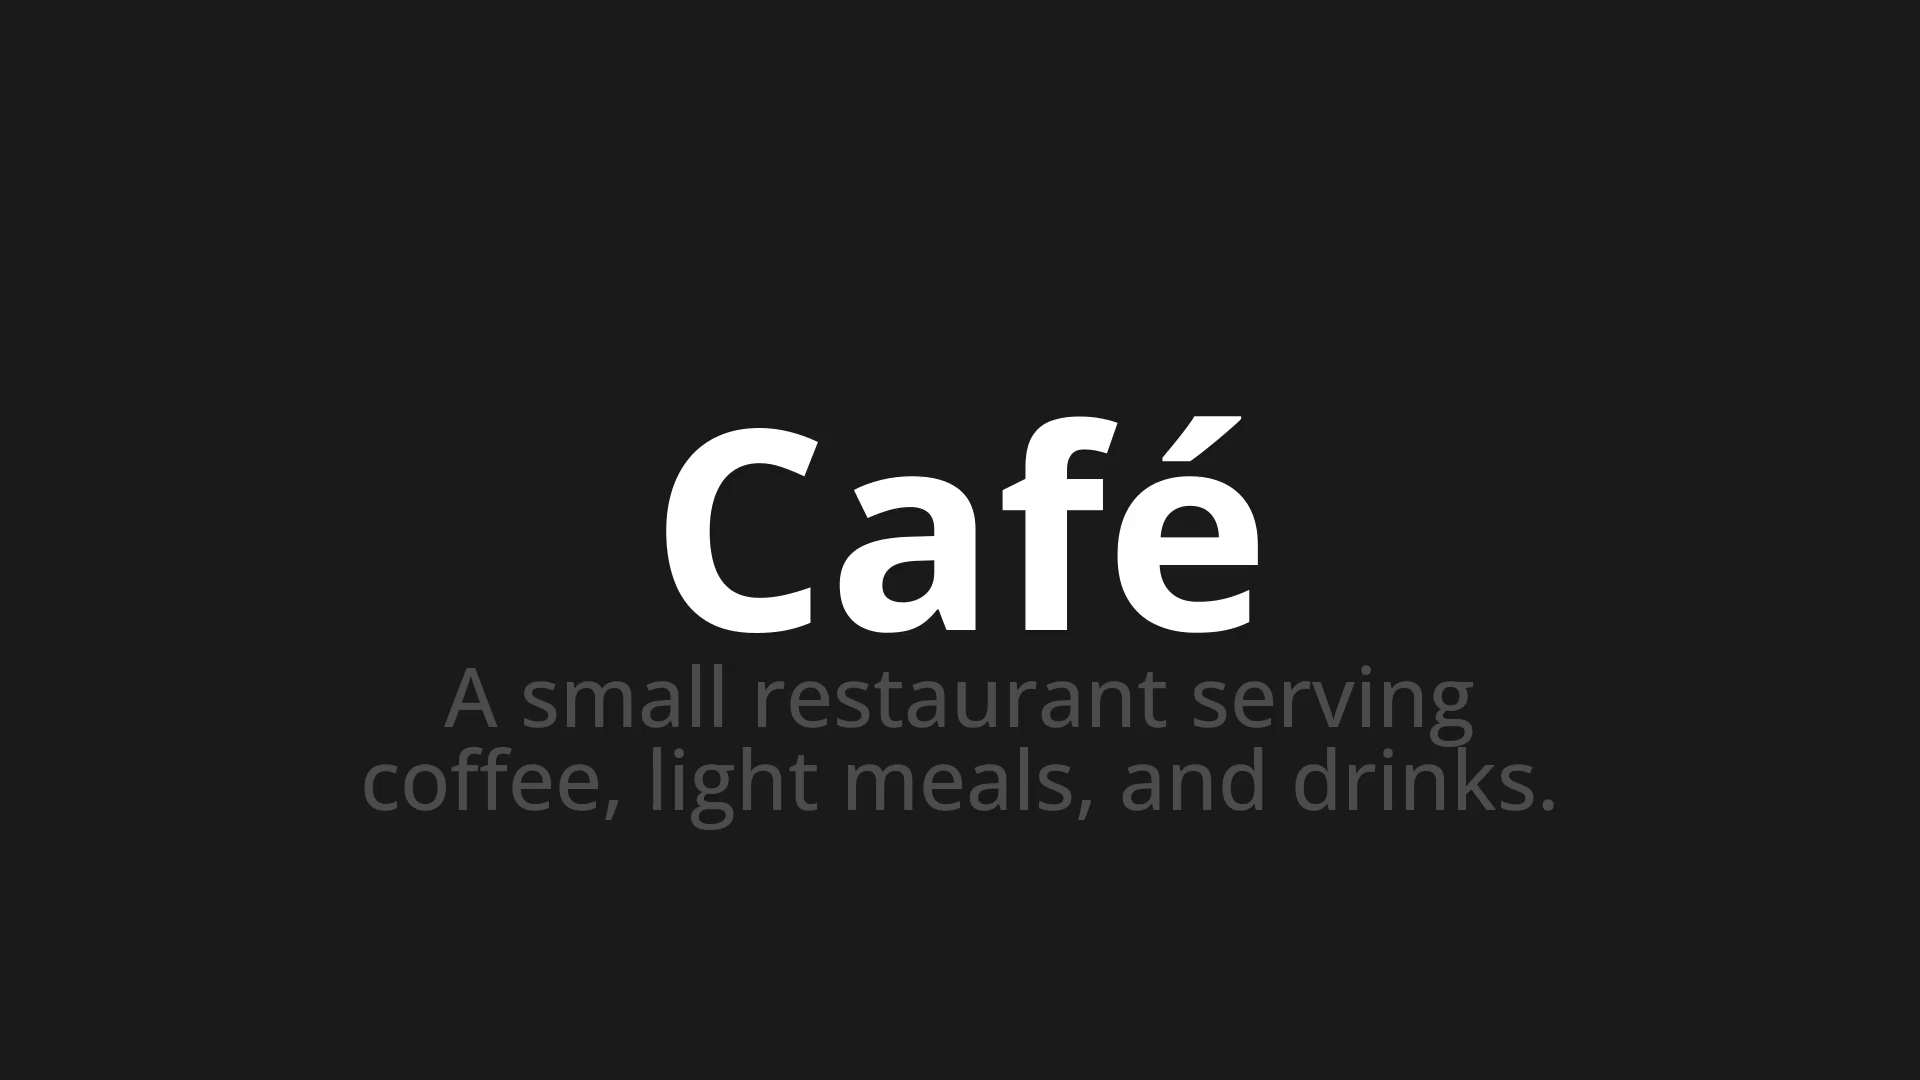 Café
A small restaurant serving
coffee, light meals, and drinks.